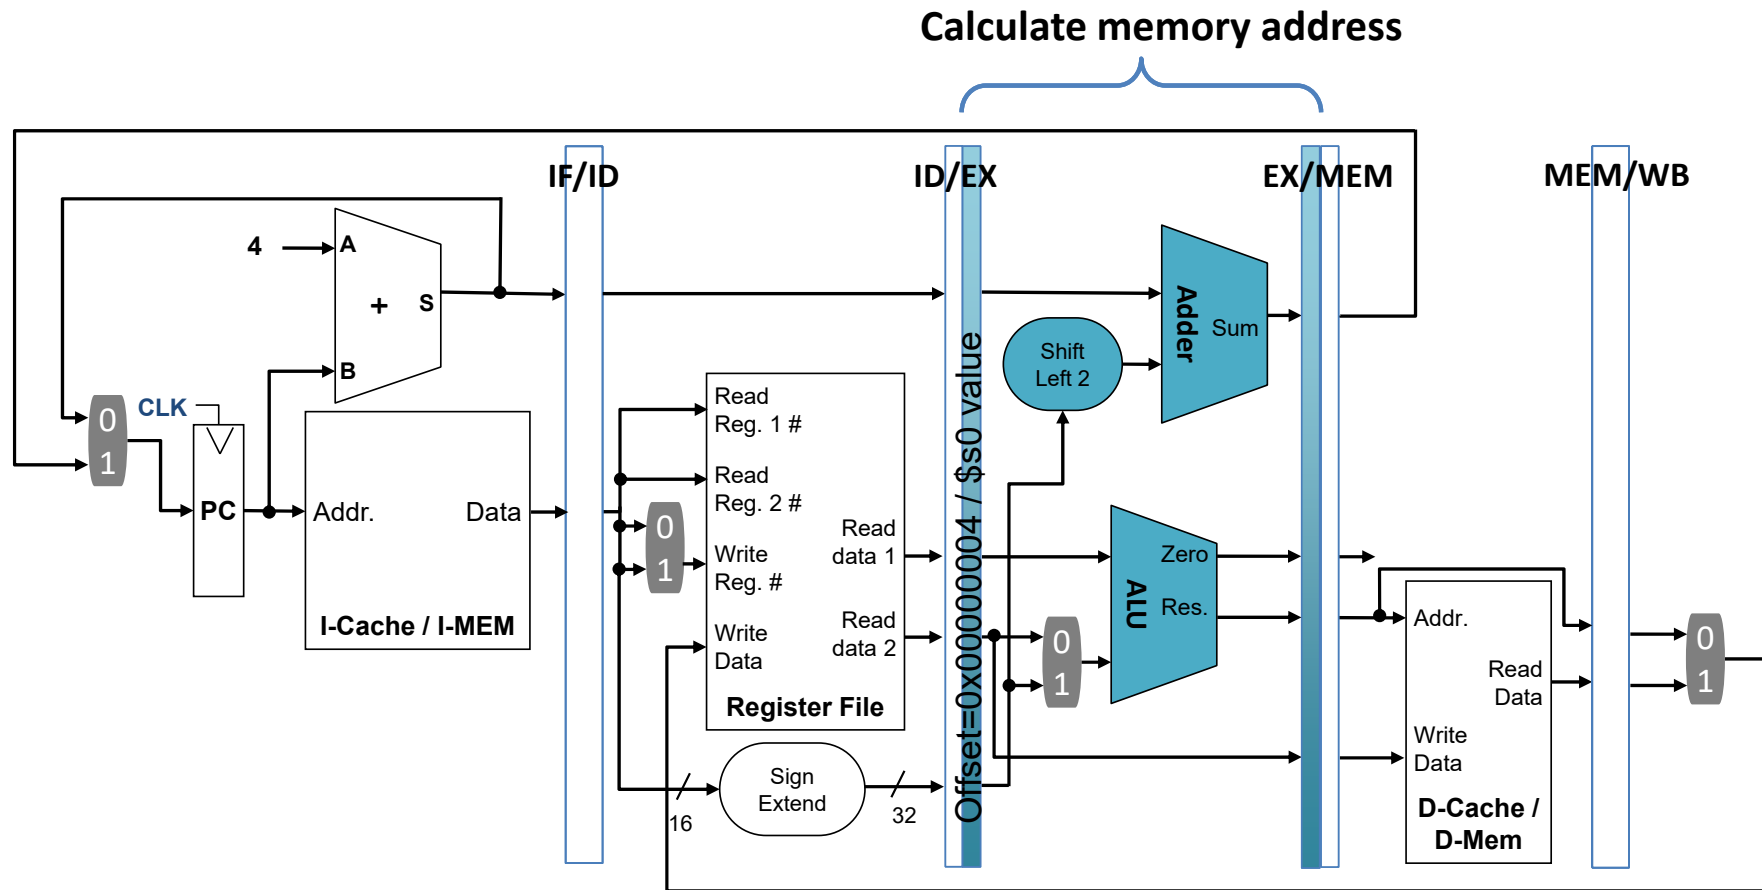 Calculate memory address
IF/ID
ID/EX
EX/MEM
MEM/WB
4
A
B
+
S
0
1
CLK
PC
Addr.
Data
I-Cache / I-MEM
0
1
Read
Reg. 1 #
Read
Reg. 2 #
Write
Reg. #
Write
Data
Read
data 1
Read
data 2
Register File
16
Sign
Extend
32
Offset=0x00000004 / $s0 value
Shift
Left 2
Adder
Sum
0
1
ALU
Zero
Res.
Addr.
Read
Data
Write
Data
D-Cache /
D-Mem
0
1